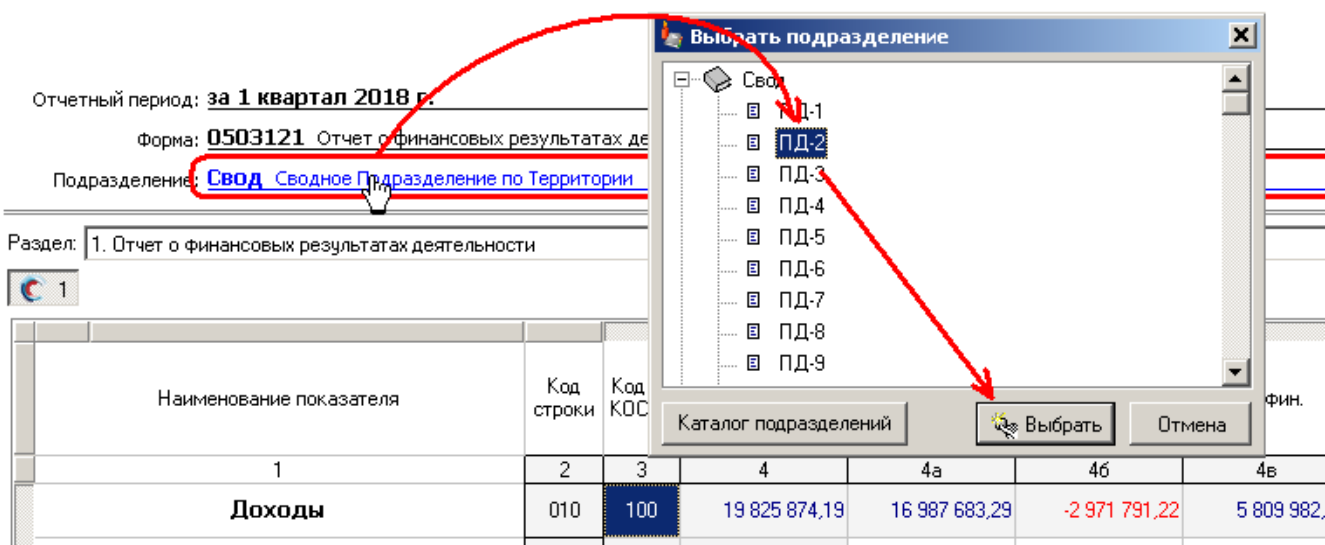 Выбрать подразделение
Свод
ПД-1
ПД-2
ПД-3
ПД-4
ПД-5
ПД-6
ПД-7
ПД-8
ПД-9
Каталог подразделений Выбрать Отмена
Отчетный период: за 1 квартал 2018 г.
Форма: 0503121 Отчет о финансовых результатах де
Подразделение: Свод Сводное Подразделение по Территории
Раздел: 1. Отчет о финансовых результатах деятельности
1
Наименование показателя
Код
строки
Код
КОС
фин.
1 2 3 4 4а 4б 4в
Доходы 010 100 19 825 874,19 16 987 683,29 -2 971 791,22 5 809 982,